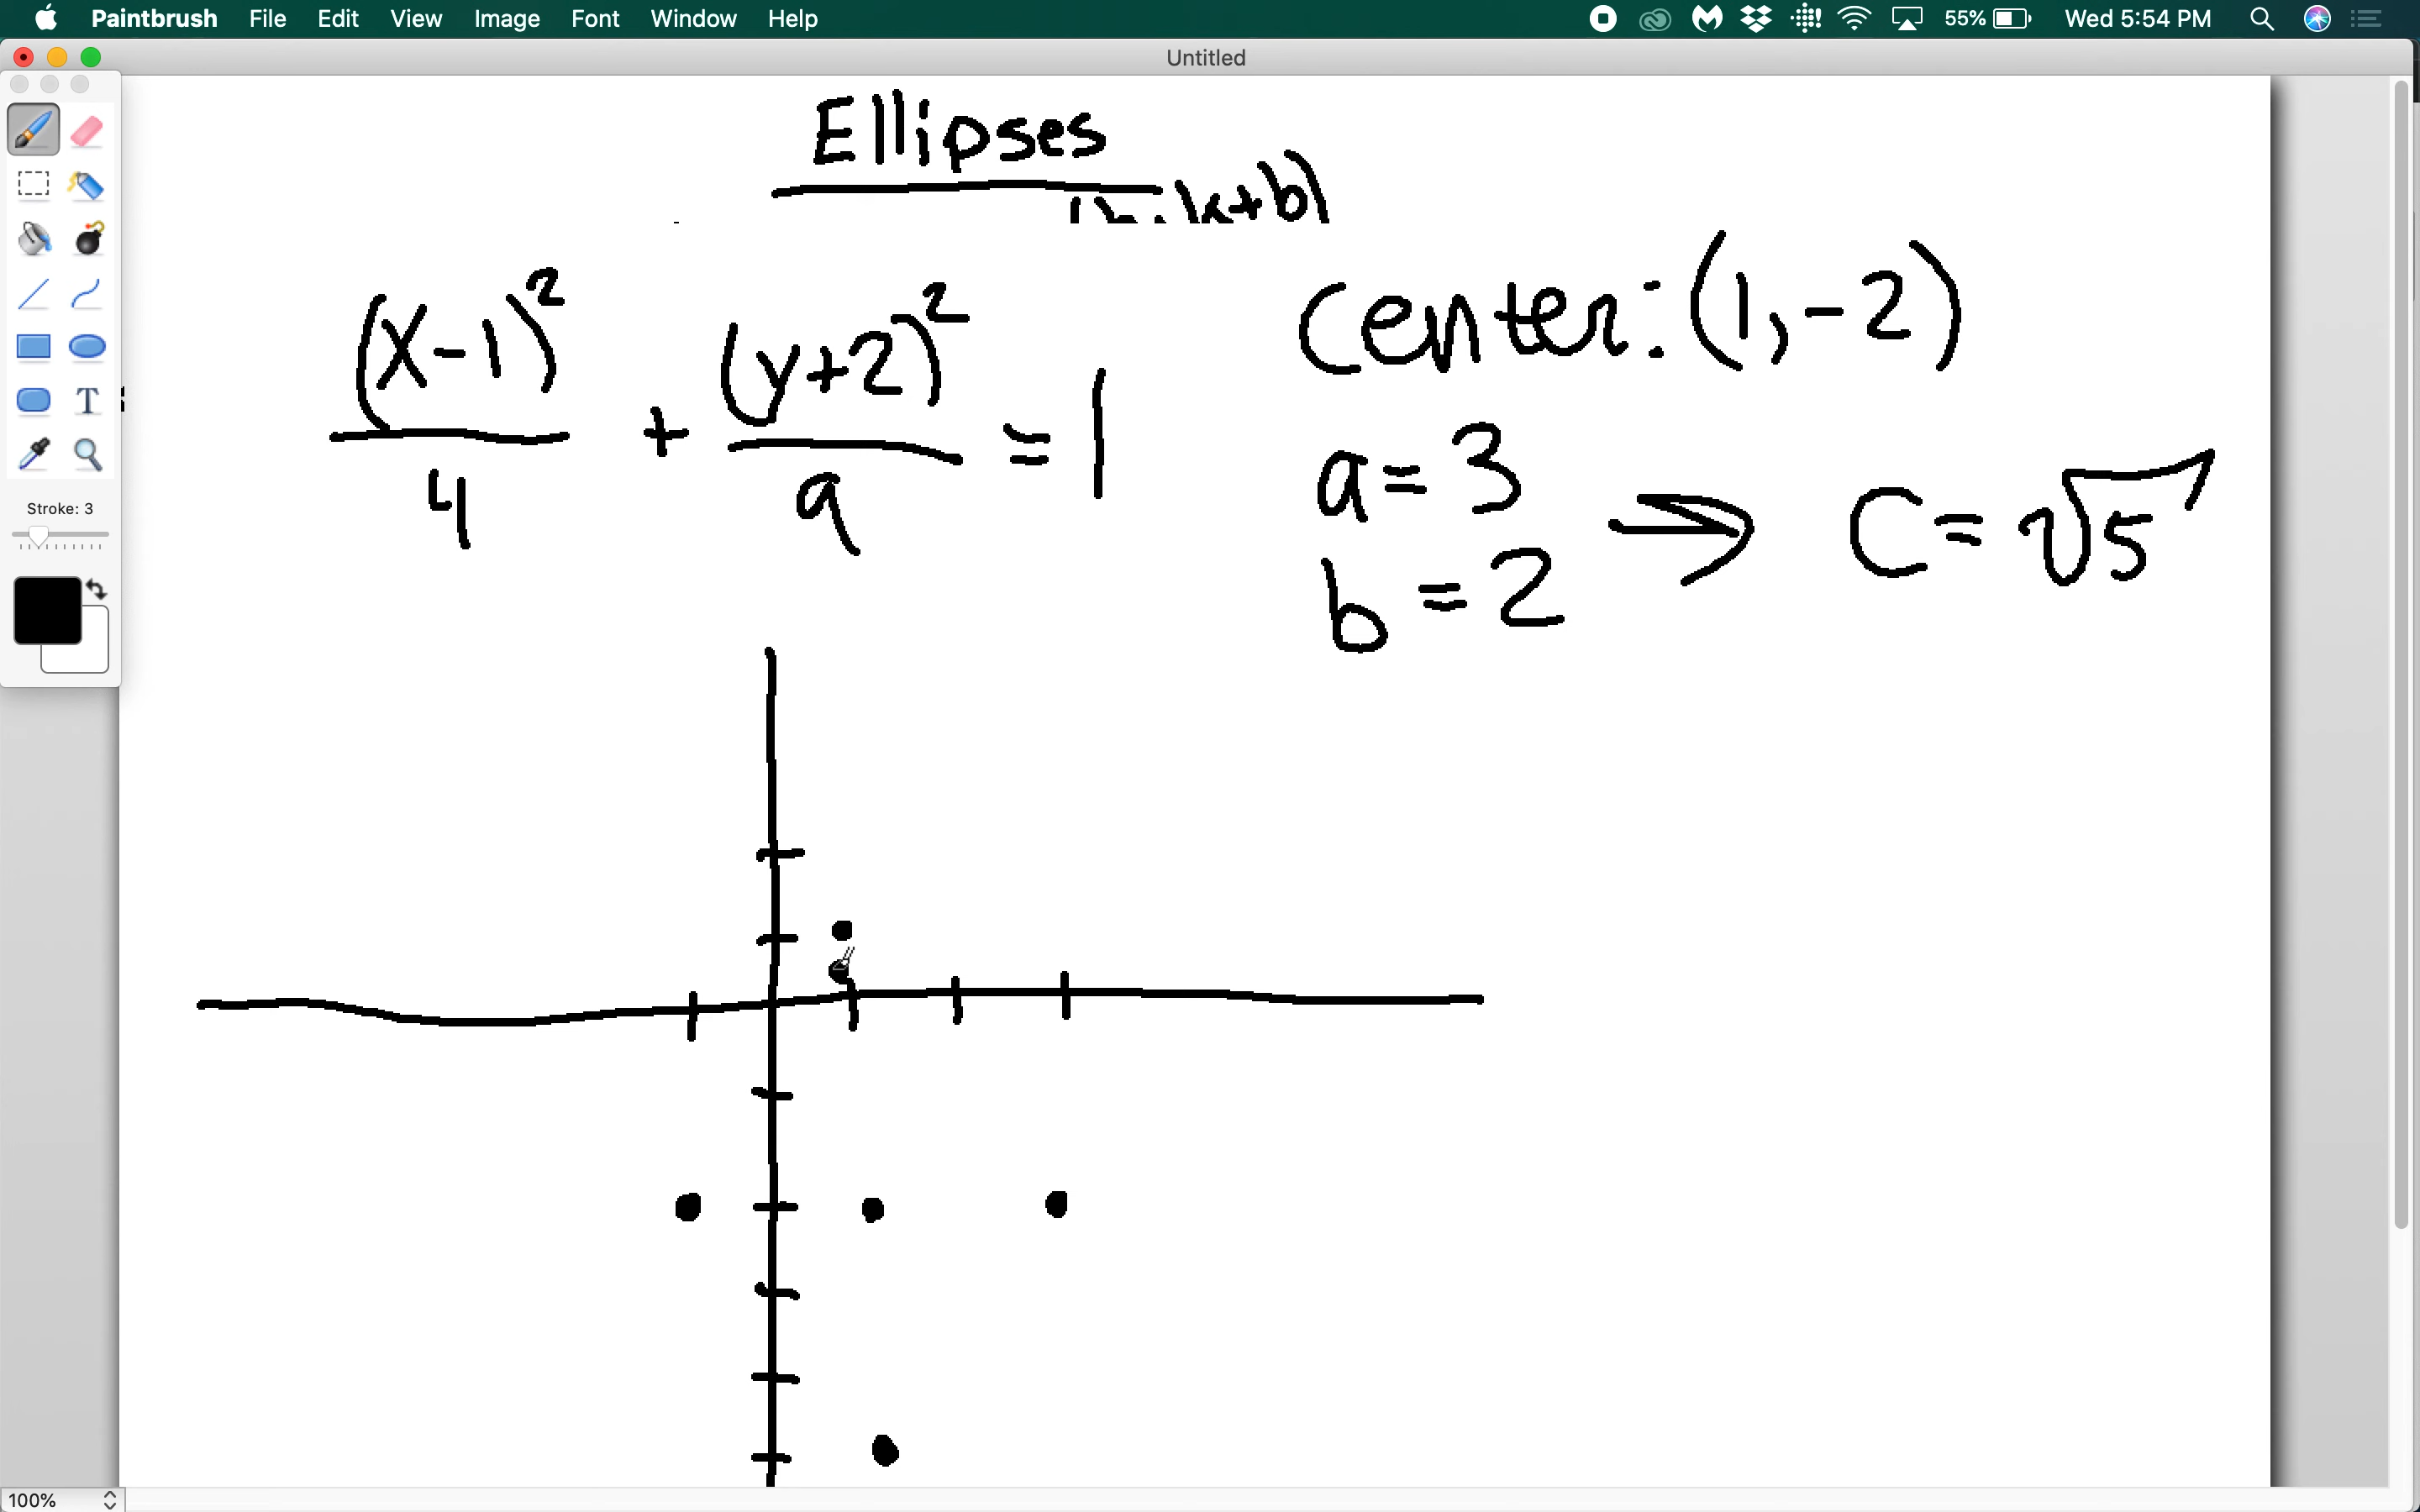 Paintbrush File Edit View Image Font Window Help 55% Wed 5:54 PM
Untitled
Ellipses
k+b)
(x-1)² / 4 + (y+2)² / 9 = 1
Center: (1, -2)
a = 3
b = 2
⇒ C = √5
T
Stroke: 3
100%